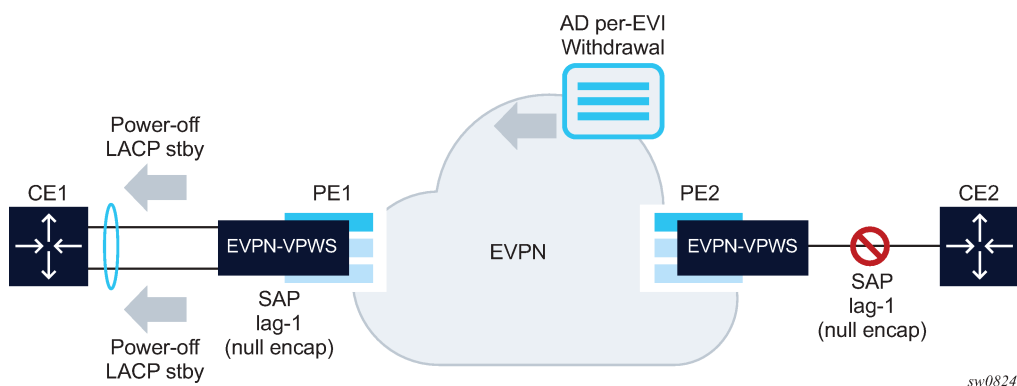 AD per-EVI
Withdrawal
Power-off
LACP stby
CE1
PE1
PE2
CE2
EVPN-VPWS
EVPN
EVPN-VPWS
SAP
lag-1
(null encap)
SAP
lag-1
(null encap)
Power-off
LACP stby
sw0824